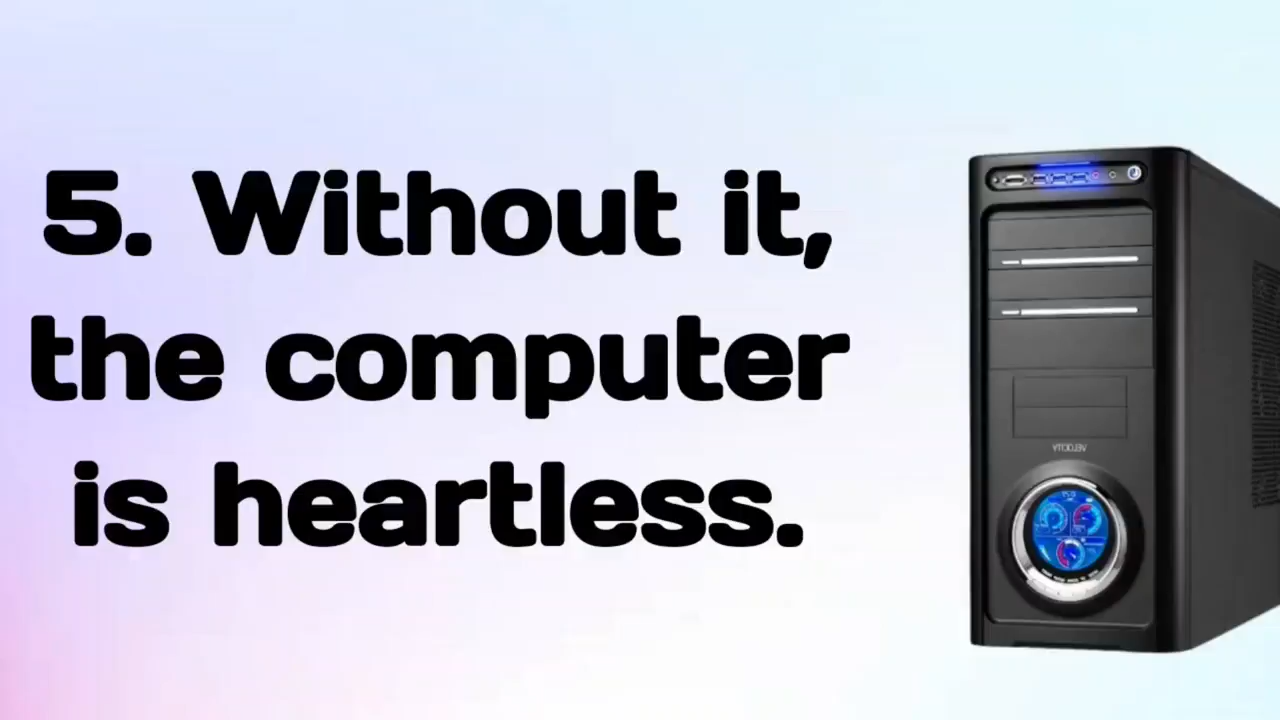 5. Without it,
the computer
is heartless.